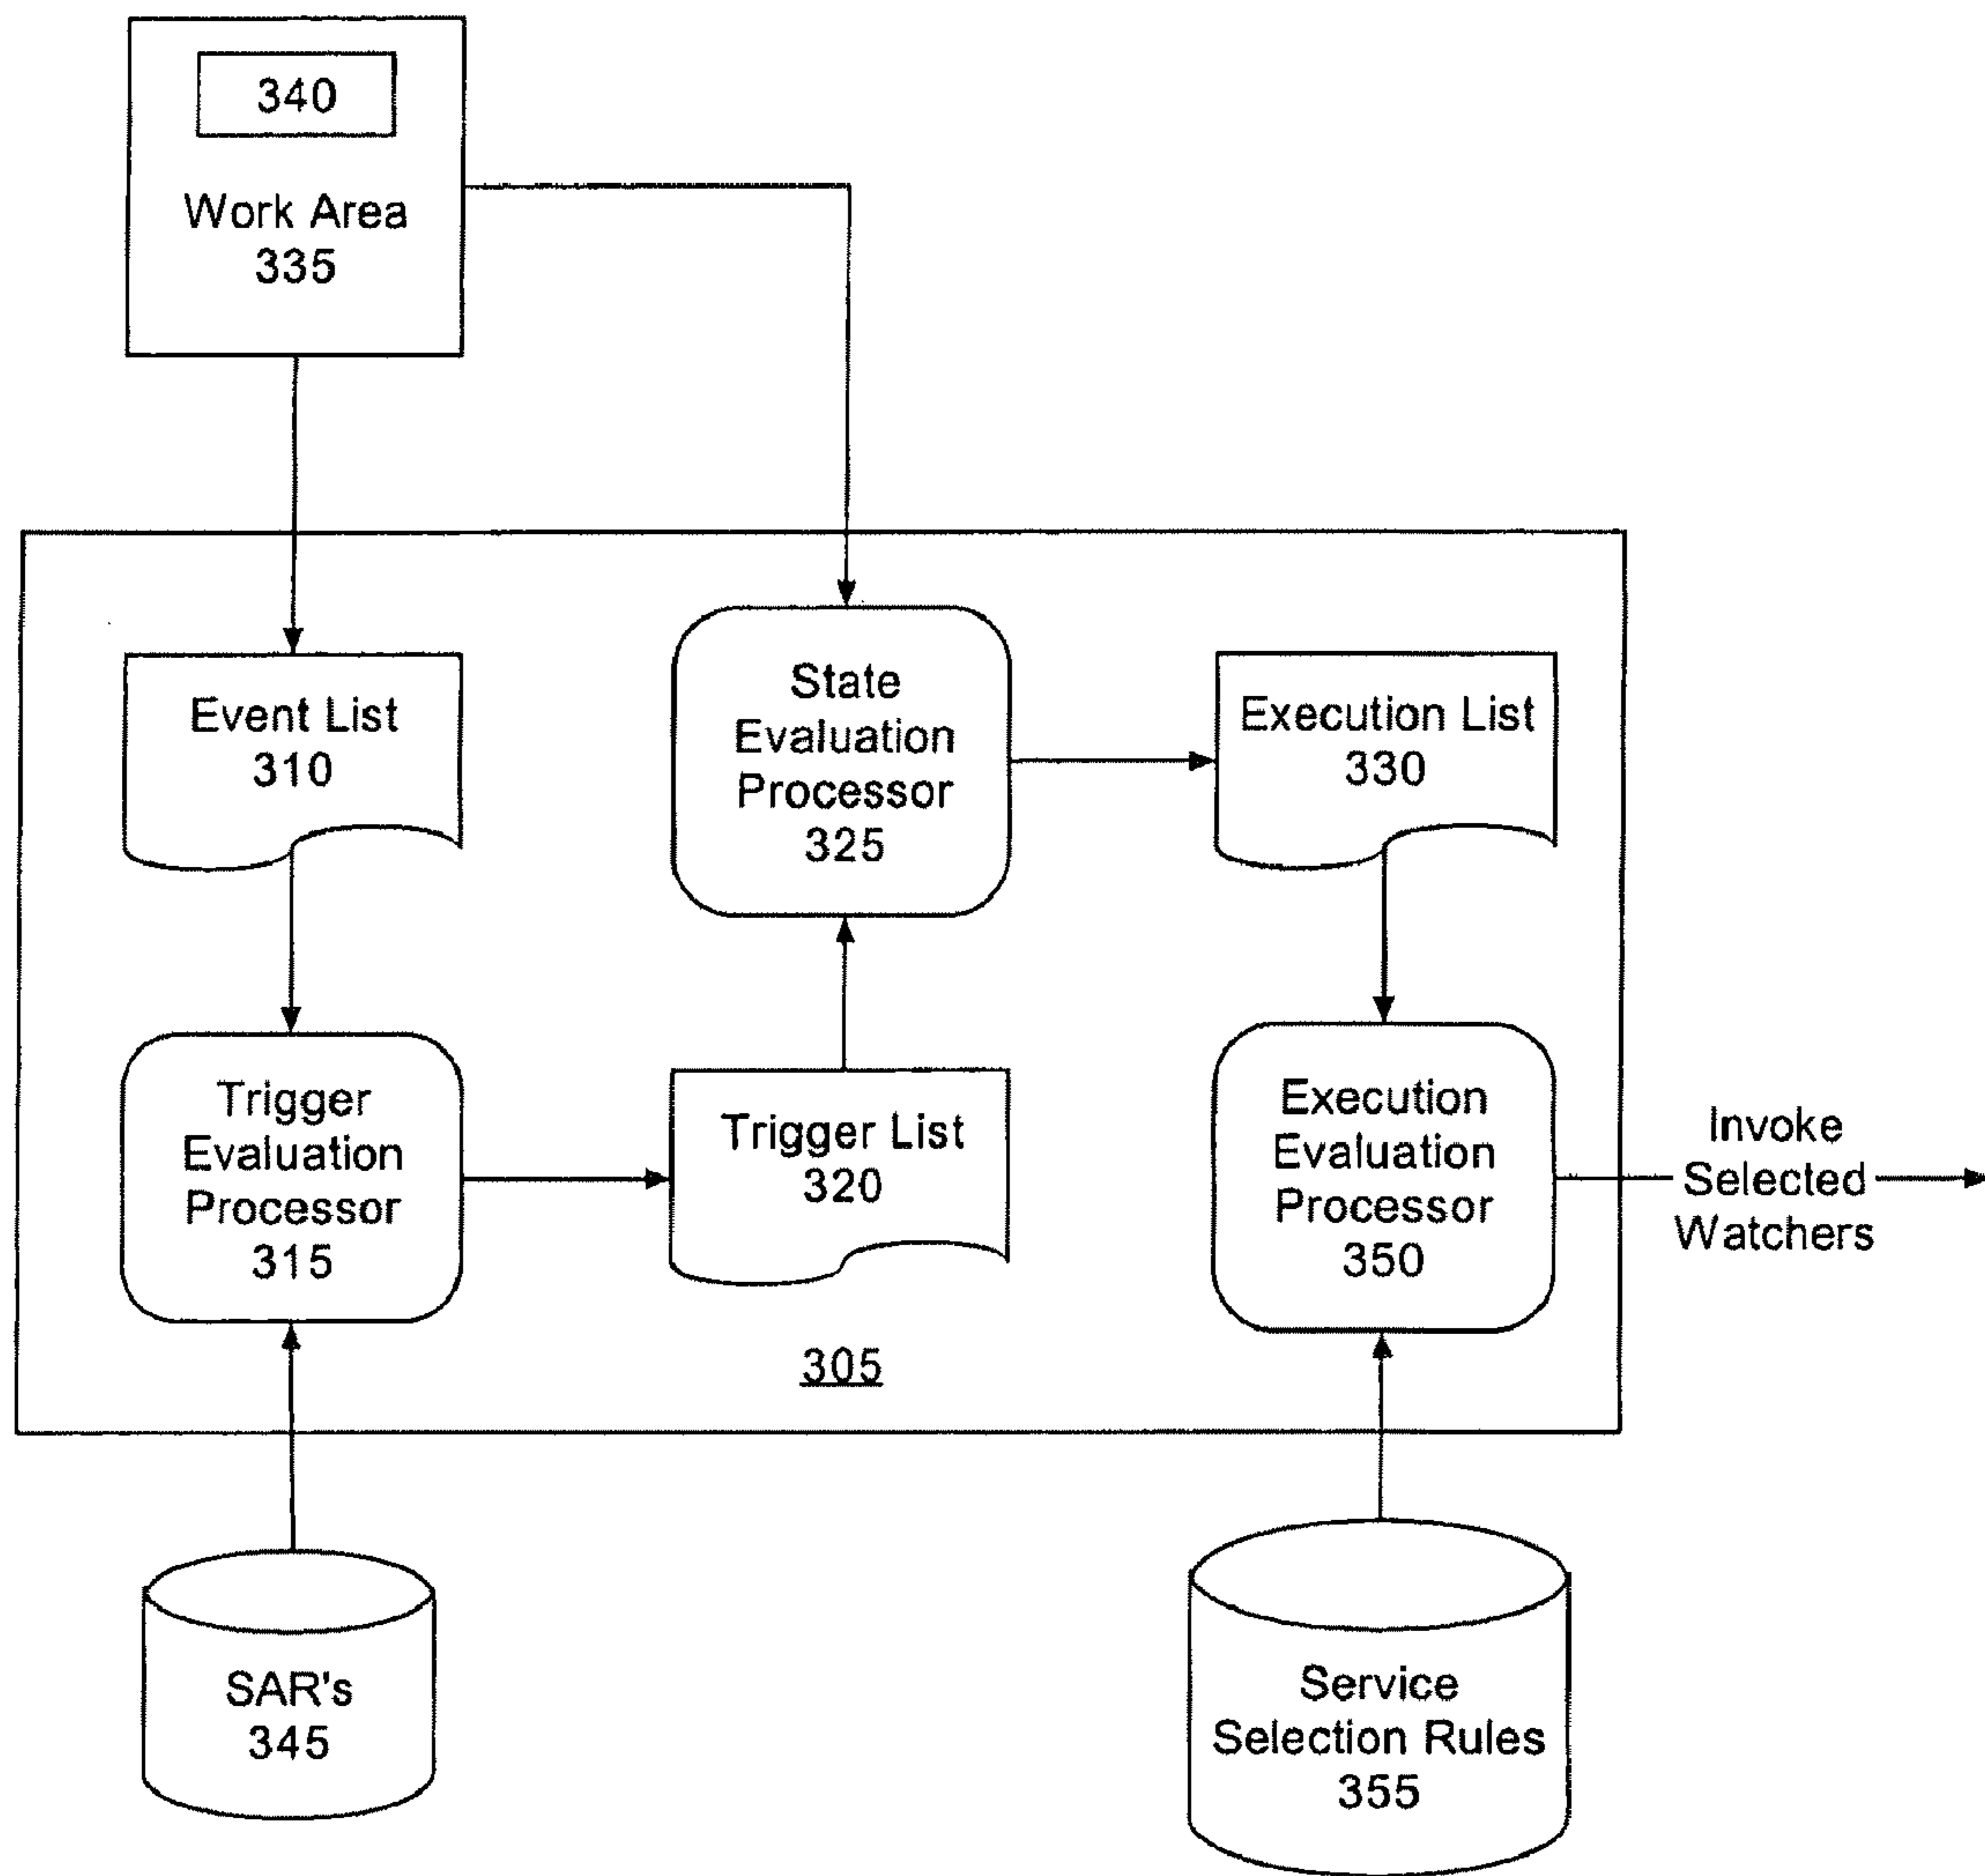 340
Work Area
335
Event List
310
State
Evaluation
Processor
325
Execution List
330
Trigger
Evaluation
Processor
315
Trigger List
320
Execution
Evaluation
Processor
350
Invoke
Selected
Watchers
305
SAR's
345
Service
Selection Rules
355